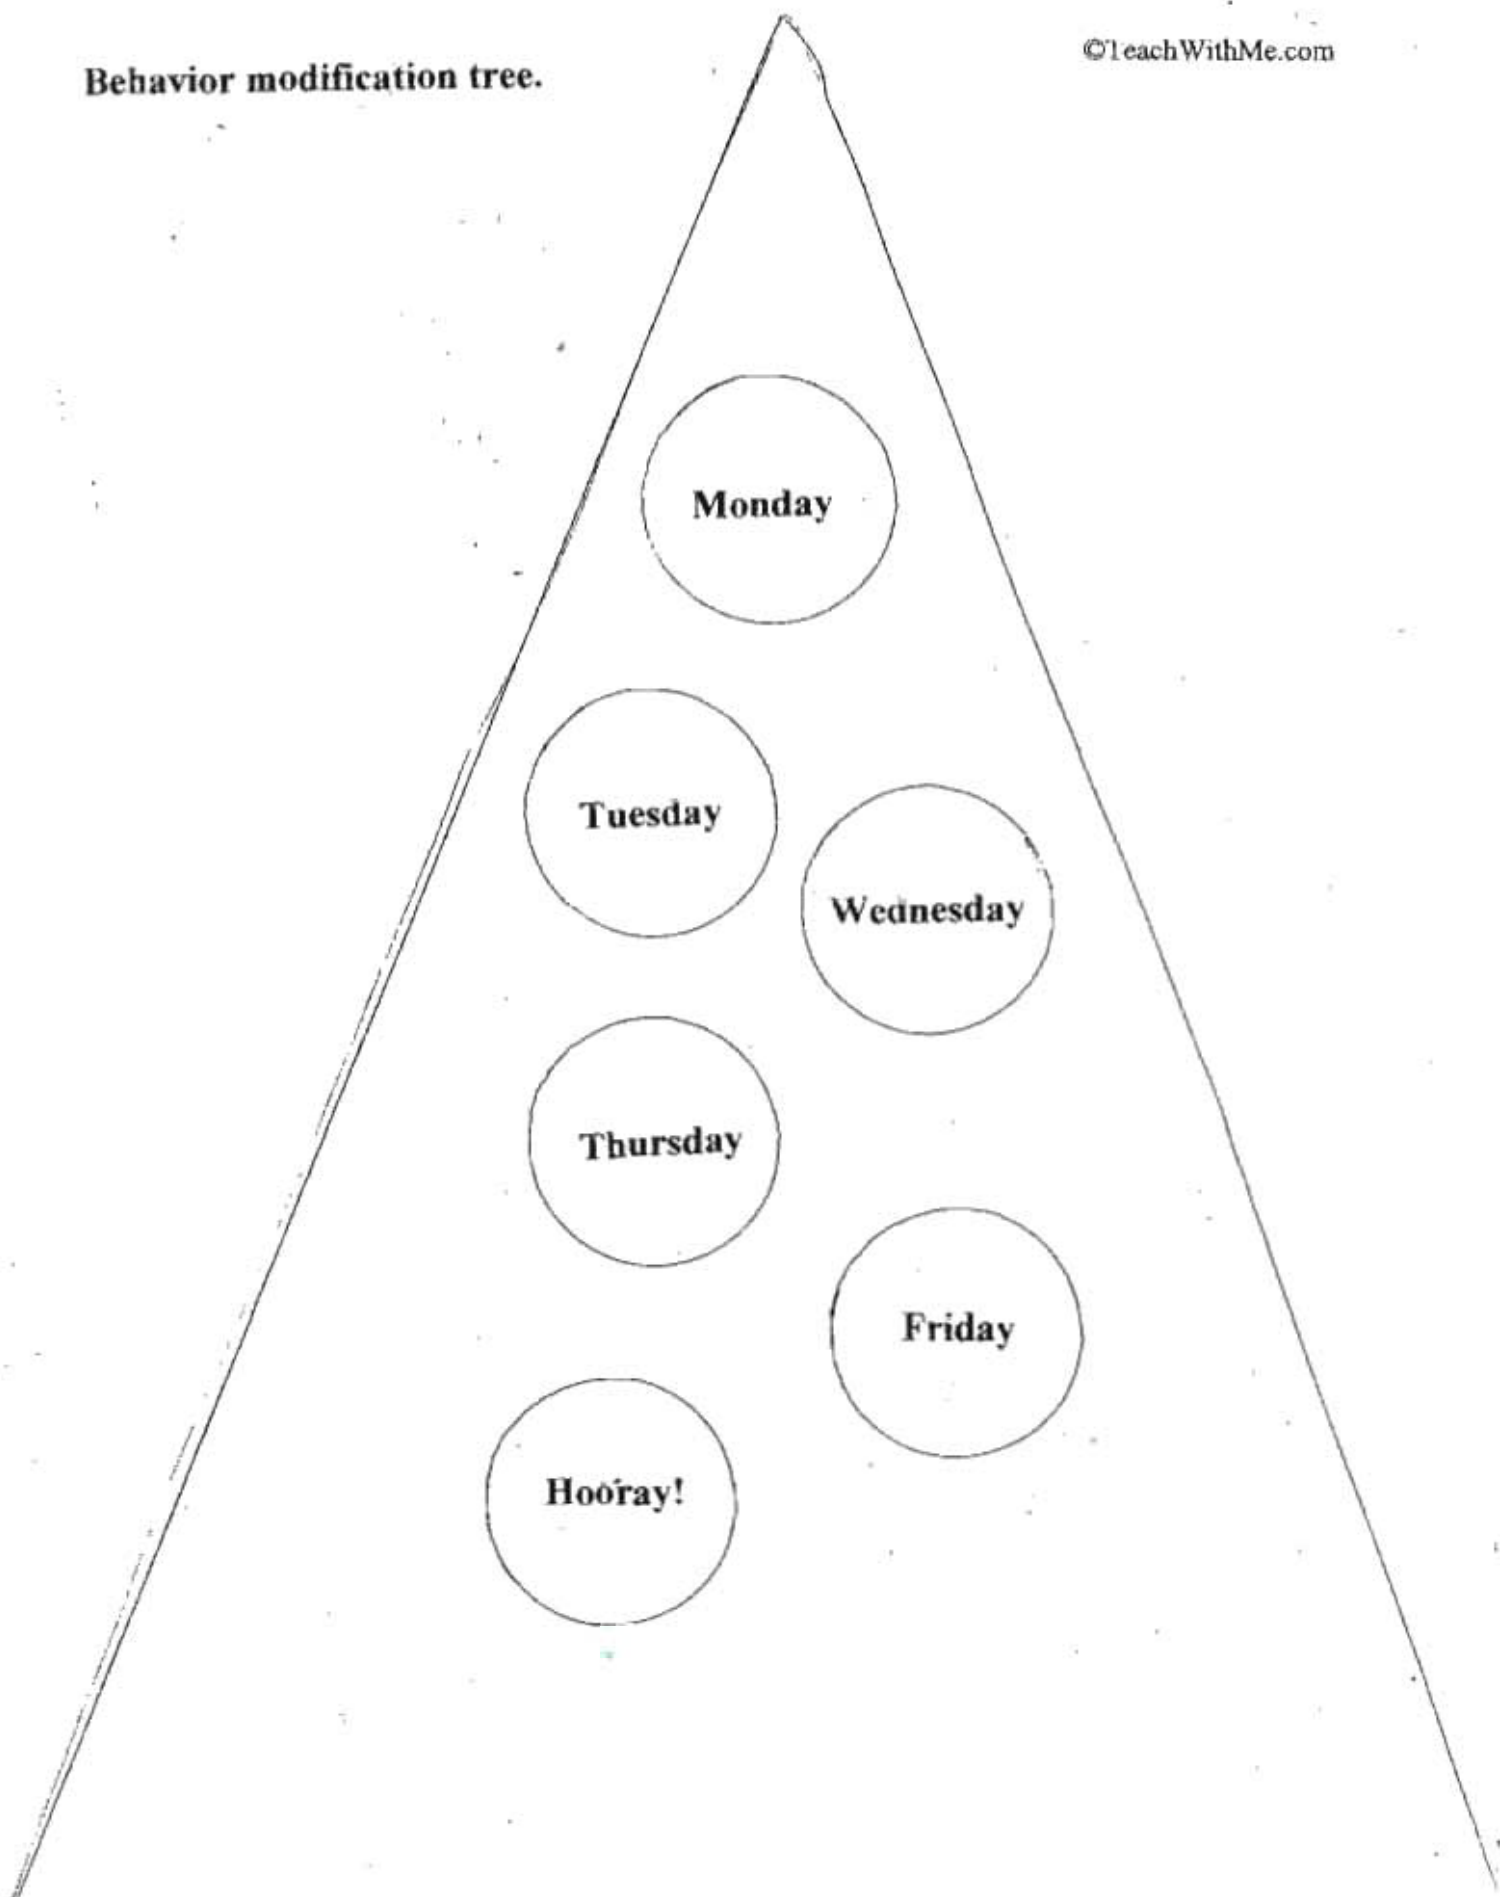 Behavior modification tree.
©TeachWithMe.com
Monday
Tuesday
Wednesday
Thursday
Friday
Hooray!